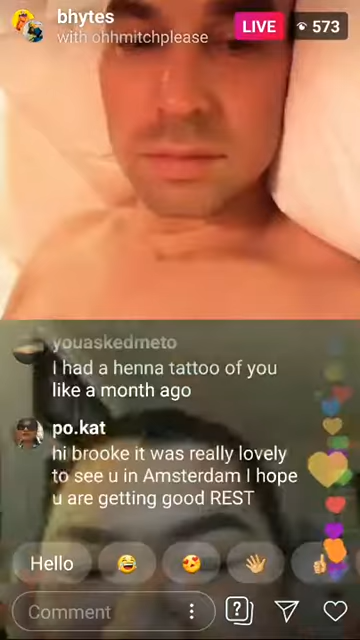 bhytes
with ohhmitchplease
LIVE
573
youaskedmeto
I had a henna tattoo of you
like a month ago
po.kat
hi brooke it was really lovely
to see u in Amsterdam I hope
u are getting good REST
Hello
Comment